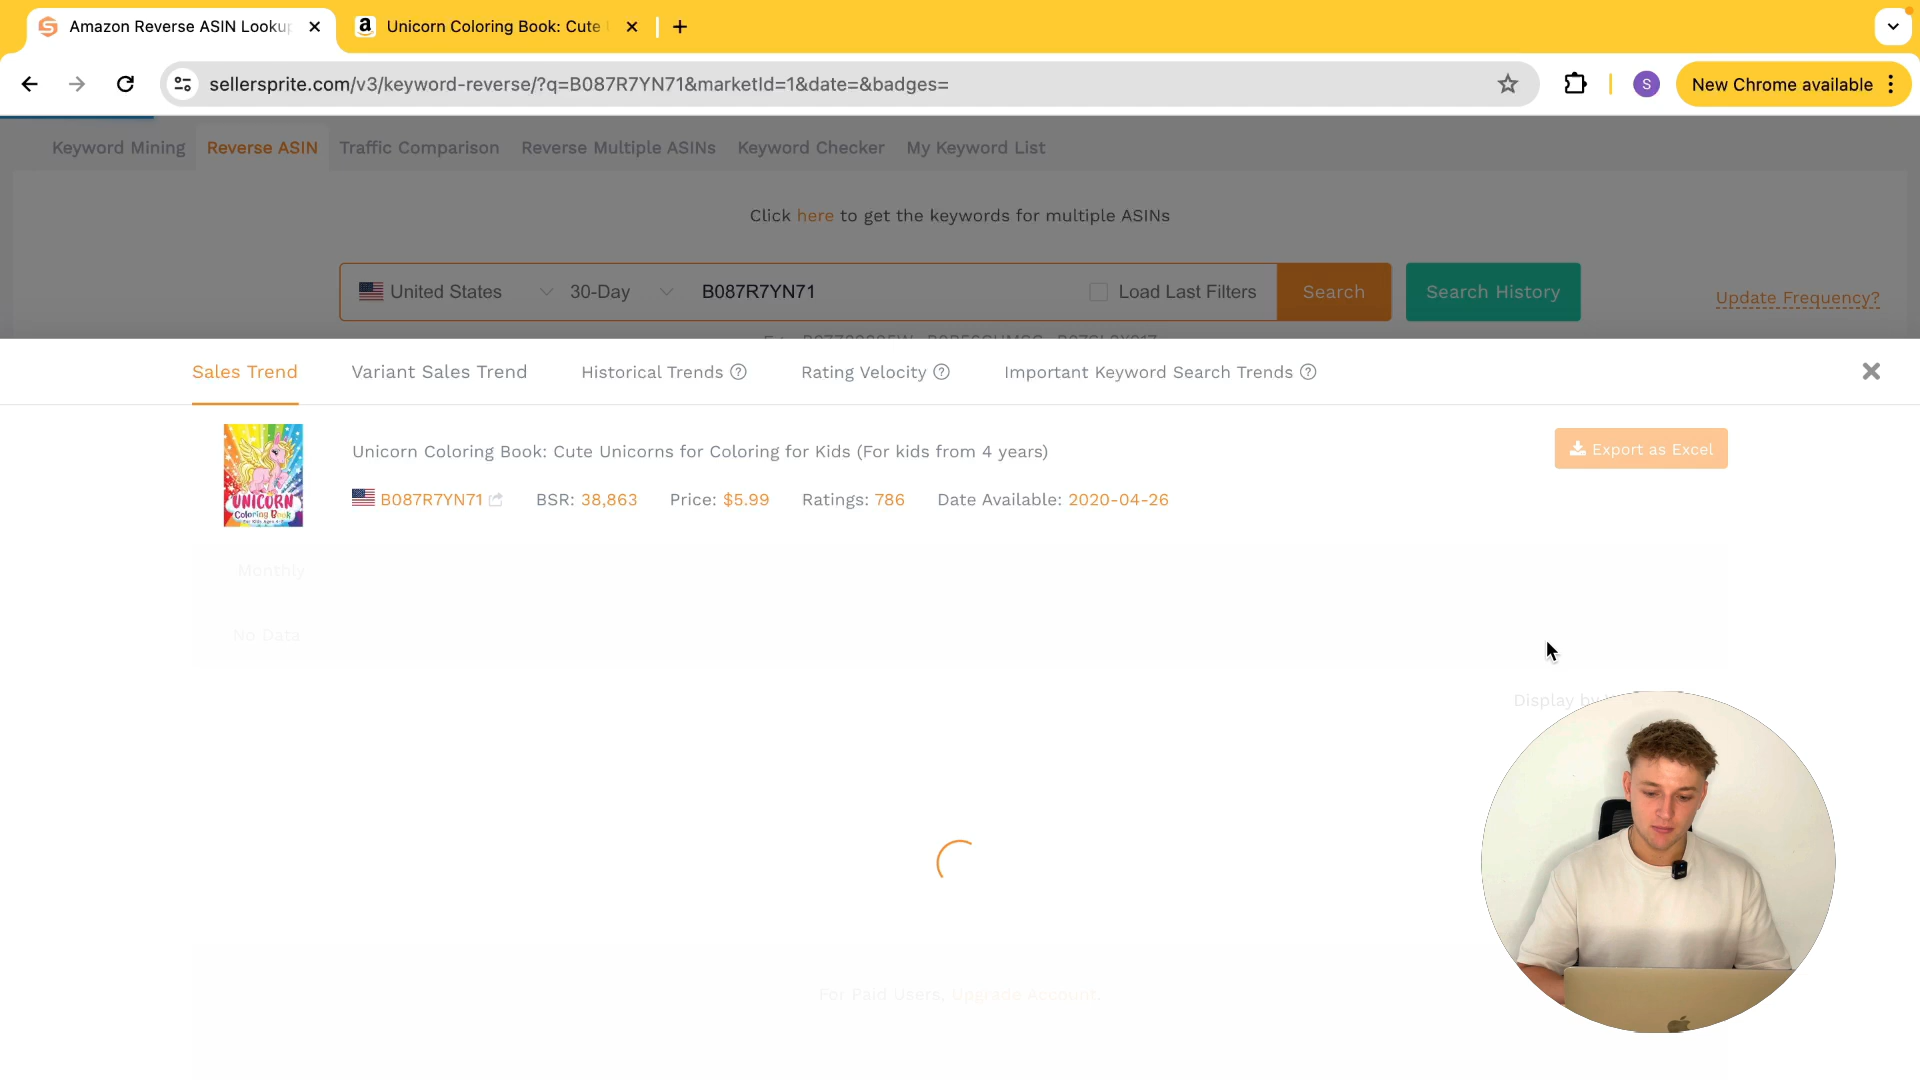 Amazon Reverse ASIN Looku
Unicorn Coloring Book: Cute
sellersprite.com/v3/keyword-reverse/?q=B087R7YN71&marketId=1&date=&badges=
S
New Chrome available
Keyword Mining
Reverse ASIN
Traffic Comparison
Reverse Multiple ASINs
Keyword Checker
My Keyword List
Click here to get the keywords for multiple ASINs
United States
30-Day
B087R7YN71
Load Last Filters
Search
Search History
Update Frequency?
Sales Trend
Variant Sales Trend
Historical Trends
Rating Velocity
Important Keyword Search Trends
UNICORN
Coloring Book
Unicorn Coloring Book: Cute Unicorns for Coloring for Kids (For kids from 4 years)
Export as Excel
B087R7YN71
BSR: 38,863
Price: $5.99
Ratings: 786
Date Available: 2020-04-26
Monthly
No Data
Display by
For Paid Users, Upgrade Account.